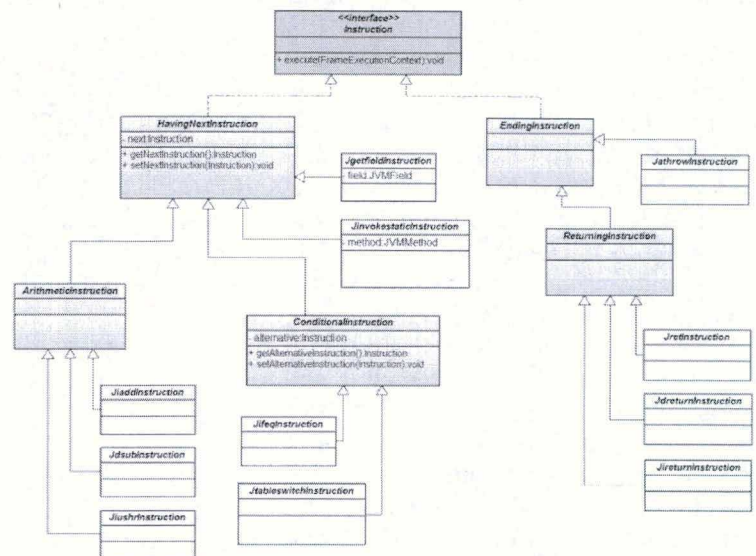 <<interface>>
Instruction
+ execute(FrameExecutionContext):void
HavingNextInstruction
- next:Instruction
+ getNextInstruction():Instruction
+ setNextInstruction(Instruction):void
EndingInstruction
JgetfieldInstruction
- field:JVMField
JathrowInstruction
JinvokestaticInstruction
- method:JVMMethod
ReturningInstruction
ArithmeticInstruction
ConditionalInstruction
- alternative:Instruction
+ getAlternativeInstruction():Instruction
+ setAlternativeInstruction(Instruction):void
JretInstruction
JiaddInstruction
JifeqInstruction
JdreturnInstruction
JdsubInstruction
JtableswitchInstruction
JireturnInstruction
JiushrInstruction